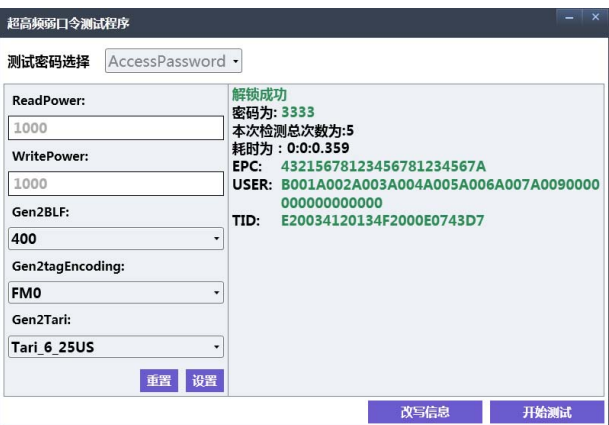 超高频弱口令测试程序
测试密码选择 AccessPassword
ReadPower:
1000
WritePower:
1000
Gen2BLF:
400
Gen2tagEncoding:
FM0
Gen2Tari:
Tari_6_25US
重置 设置
解锁成功
密码为: 3333
本次检测总次数为:5
耗时为：0:0:0.359
EPC: 43215678123456781234567A
USER: B001A002A003A004A005A006A007A0090000
000000000000
TID: E20034120134F2000E0743D7
改写信息 开始测试